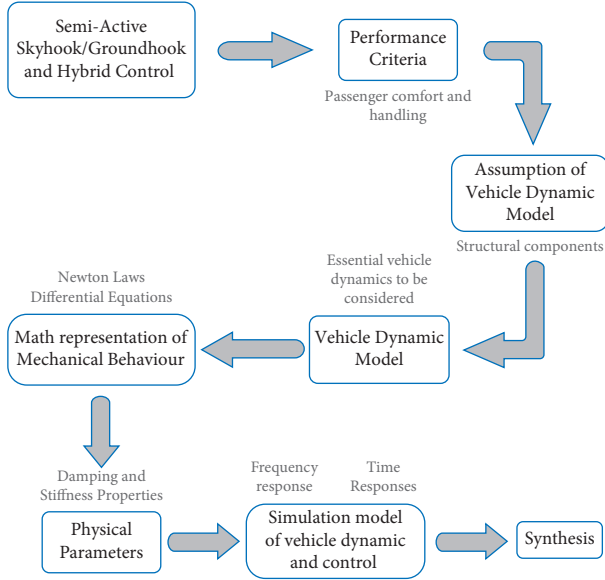 Semi-Active
Skyhook/Groundhook
and Hybrid Control
Performance
Criteria
Passenger comfort and
handling
Assumption of
Vehicle Dynamic
Model
Structural components
Essential vehicle
dynamics to be
considered
Vehicle Dynamic
Model
Newton Laws
Differential Equations
Math representation of
Mechanical Behaviour
Damping and
Stiffness Properties
Physical
Parameters
Frequency
response
Time
Responses
Simulation model
of vehicle dynamic
and control
Synthesis